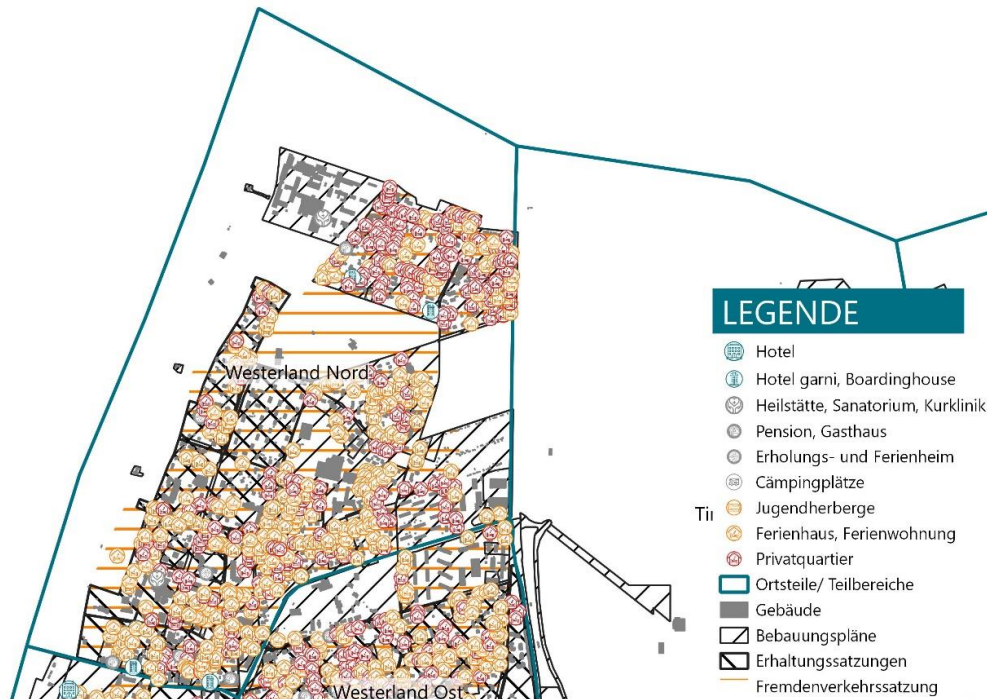 Westerland Nord
LEGENDE
Hotel
Hotel garni, Boardinghouse
Heilstätte, Sanatorium, Kurklinik
Pension, Gasthaus
Erholungs- und Ferienheim
Cämpingplätze
Jugendherberge
Ferienhaus, Ferienwohnung
Privatquartier
Ortsteile/ Teilbereiche
Gebäude
Bebauungspläne
Erhaltungssatzungen
Fremdenverkehrssatzung
Westerland Ost